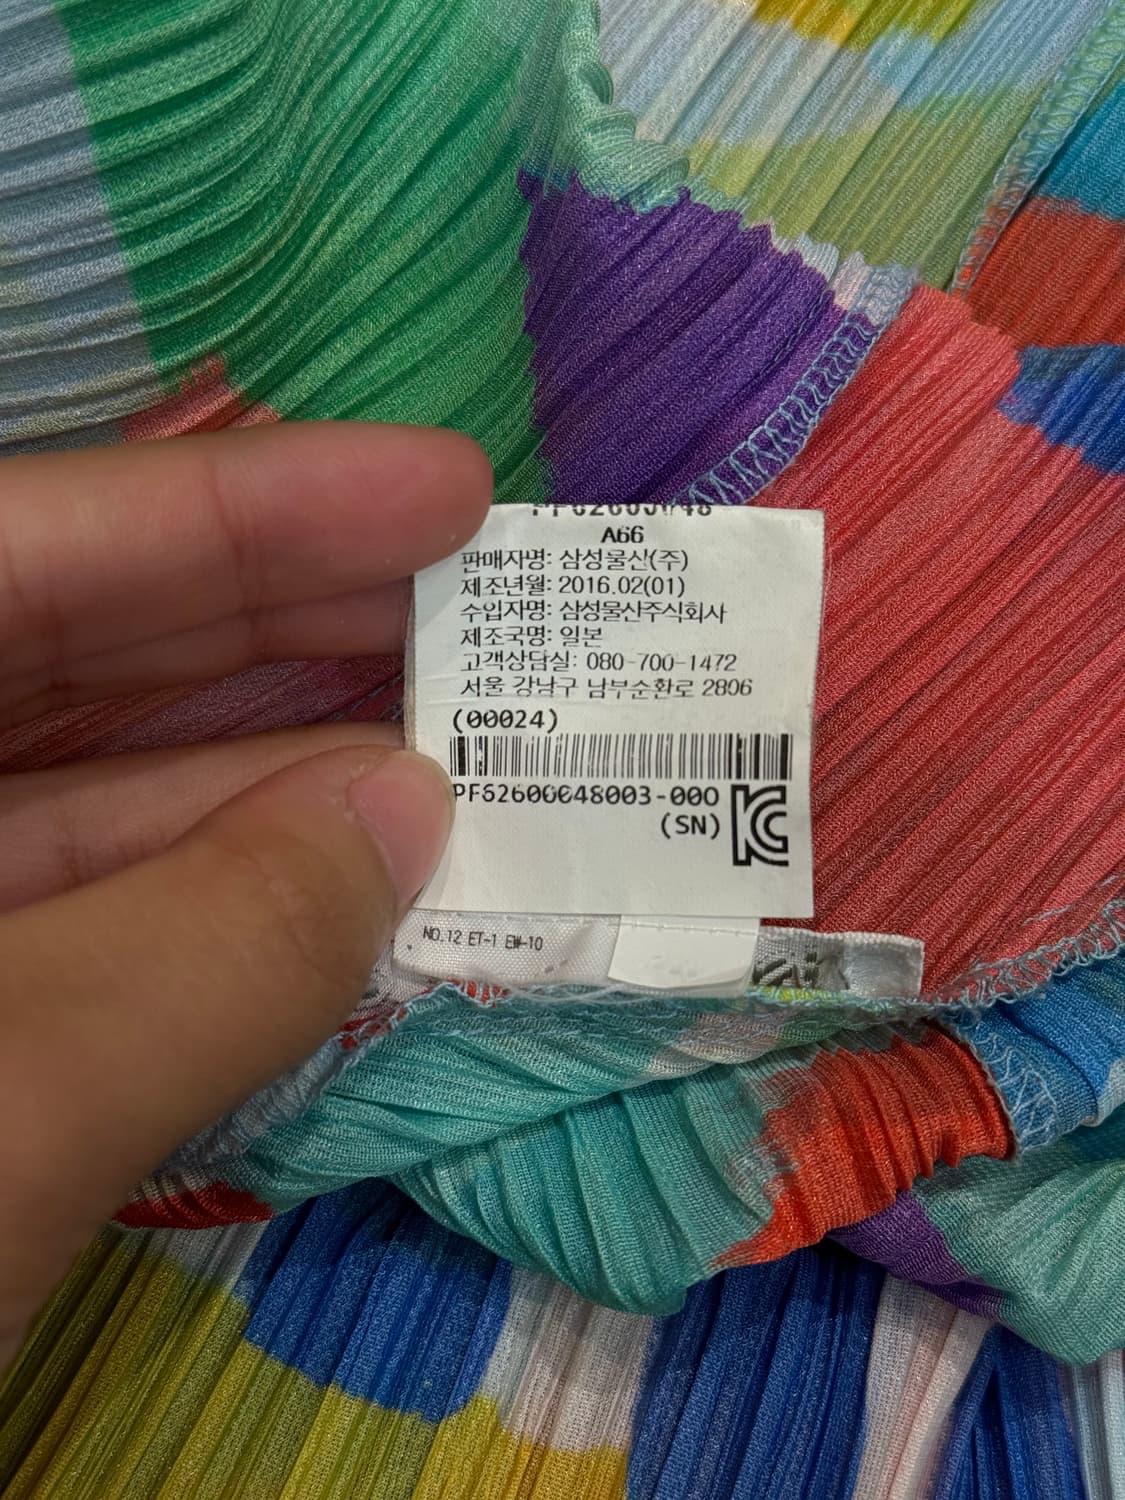 A66
판매자명: 삼성물산(주)
제조년월: 2016.02(01)
수입자명: 삼성물산주식회사
제조국명: 일본
고객상담실: 080-700-1472
서울 강남구 남부순환로 2806
(00024)
PF62600048003-000
(SN)
KC
NO.12 ET-1 EW-10